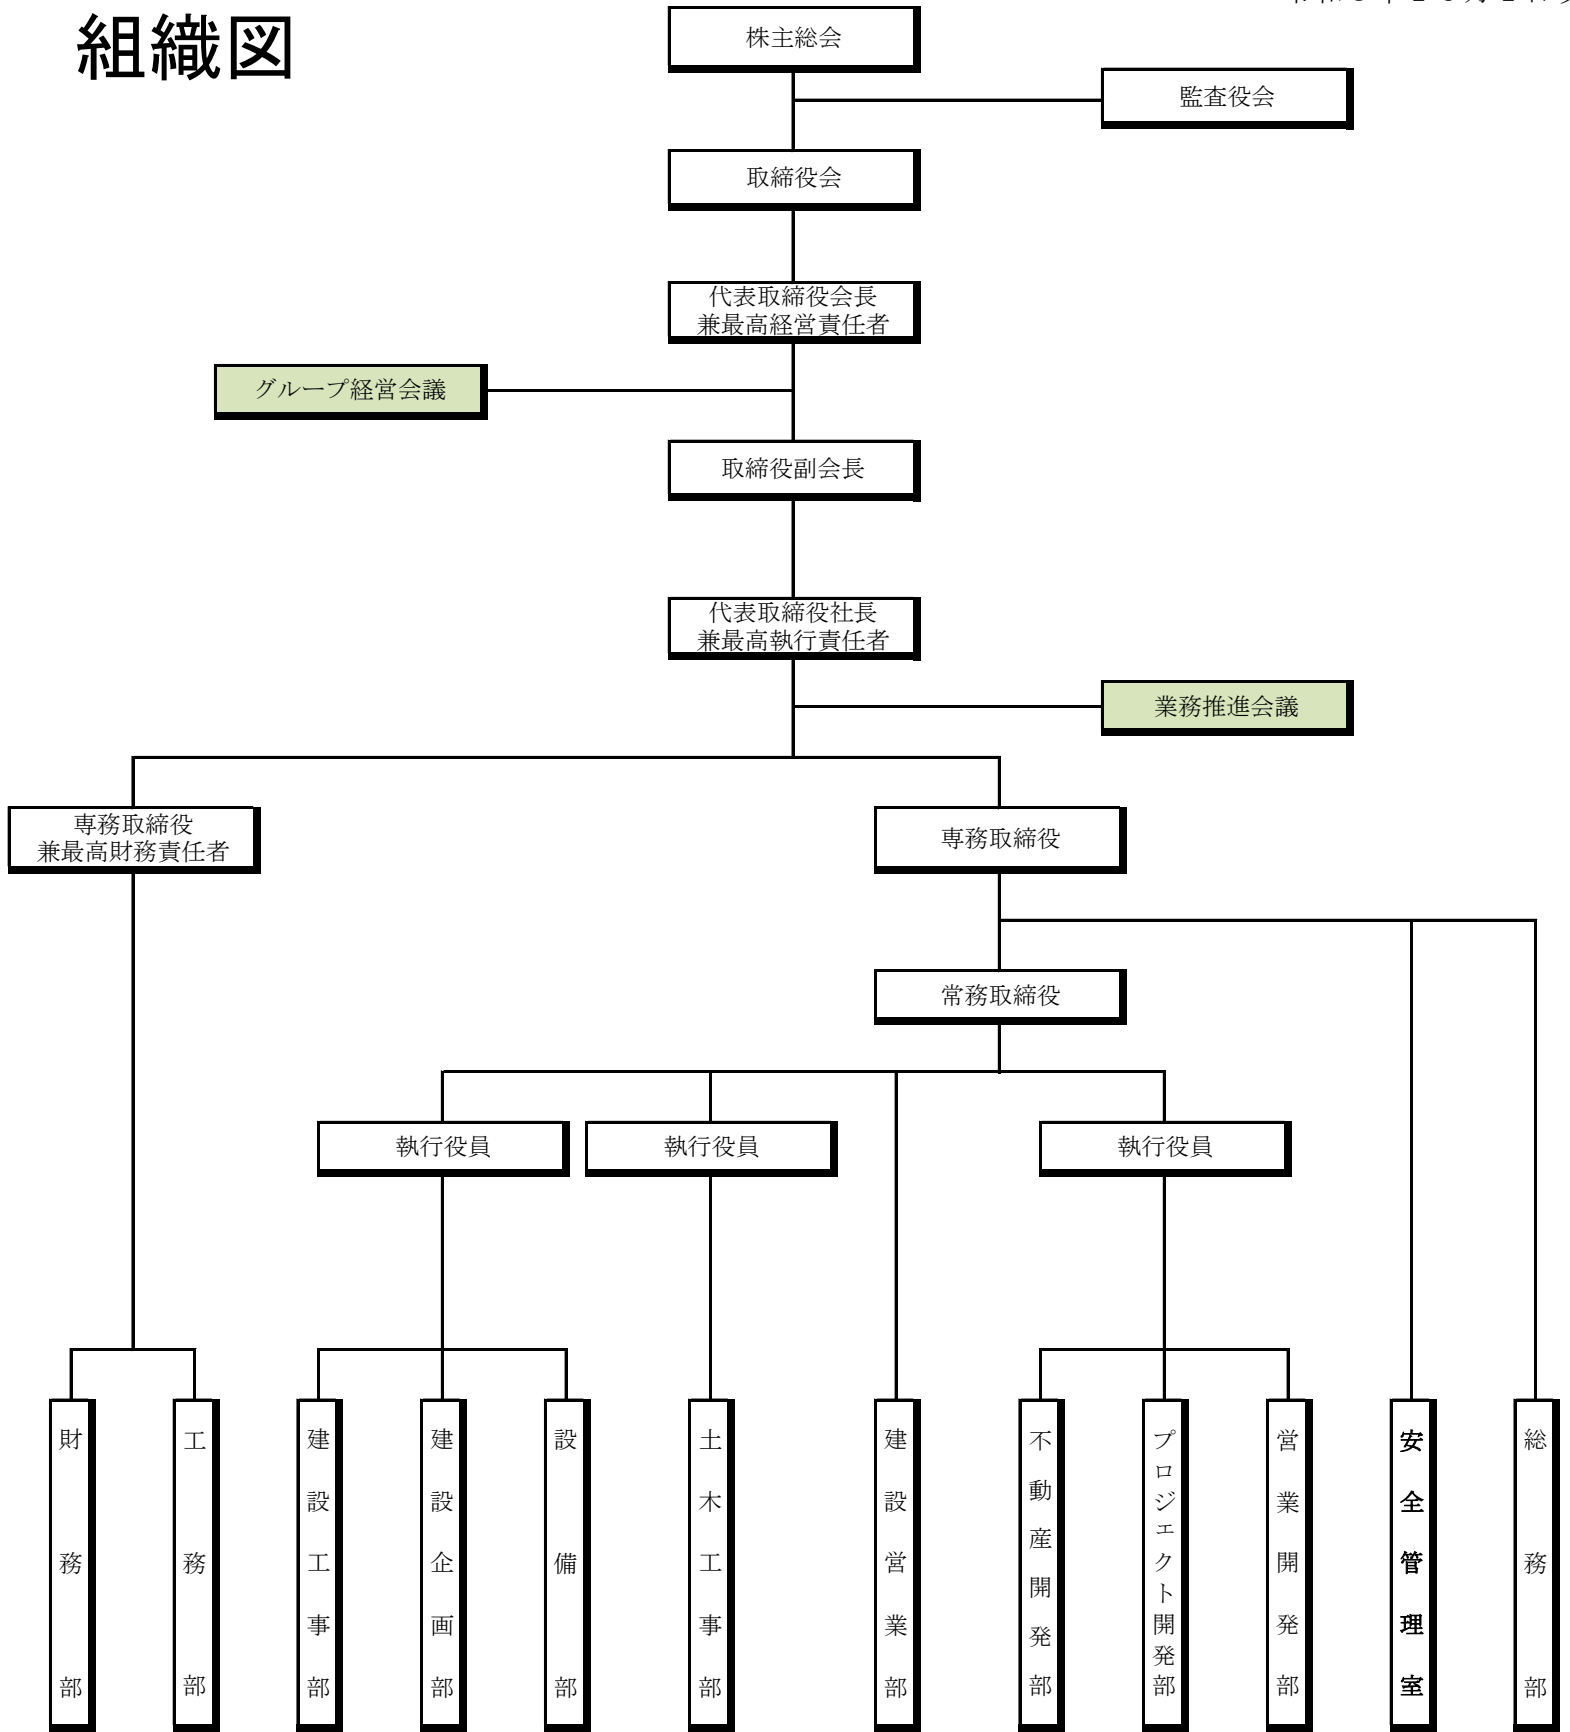 組織図
株主総会
監査役会
取締役会
代表取締役会長
兼最高経営責任者
グループ経営会議
取締役副会長
代表取締役社長
兼最高執行責任者
業務推進会議
専務取締役
兼最高財務責任者
専務取締役
常務取締役
執行役員
執行役員
執行役員
財務部
工務部
建設工事部
建設企画部
設備部
土木工事部
建設営業部
不動産開発部
プロジェクト開発部
営業開発部
安全管理室
総務部